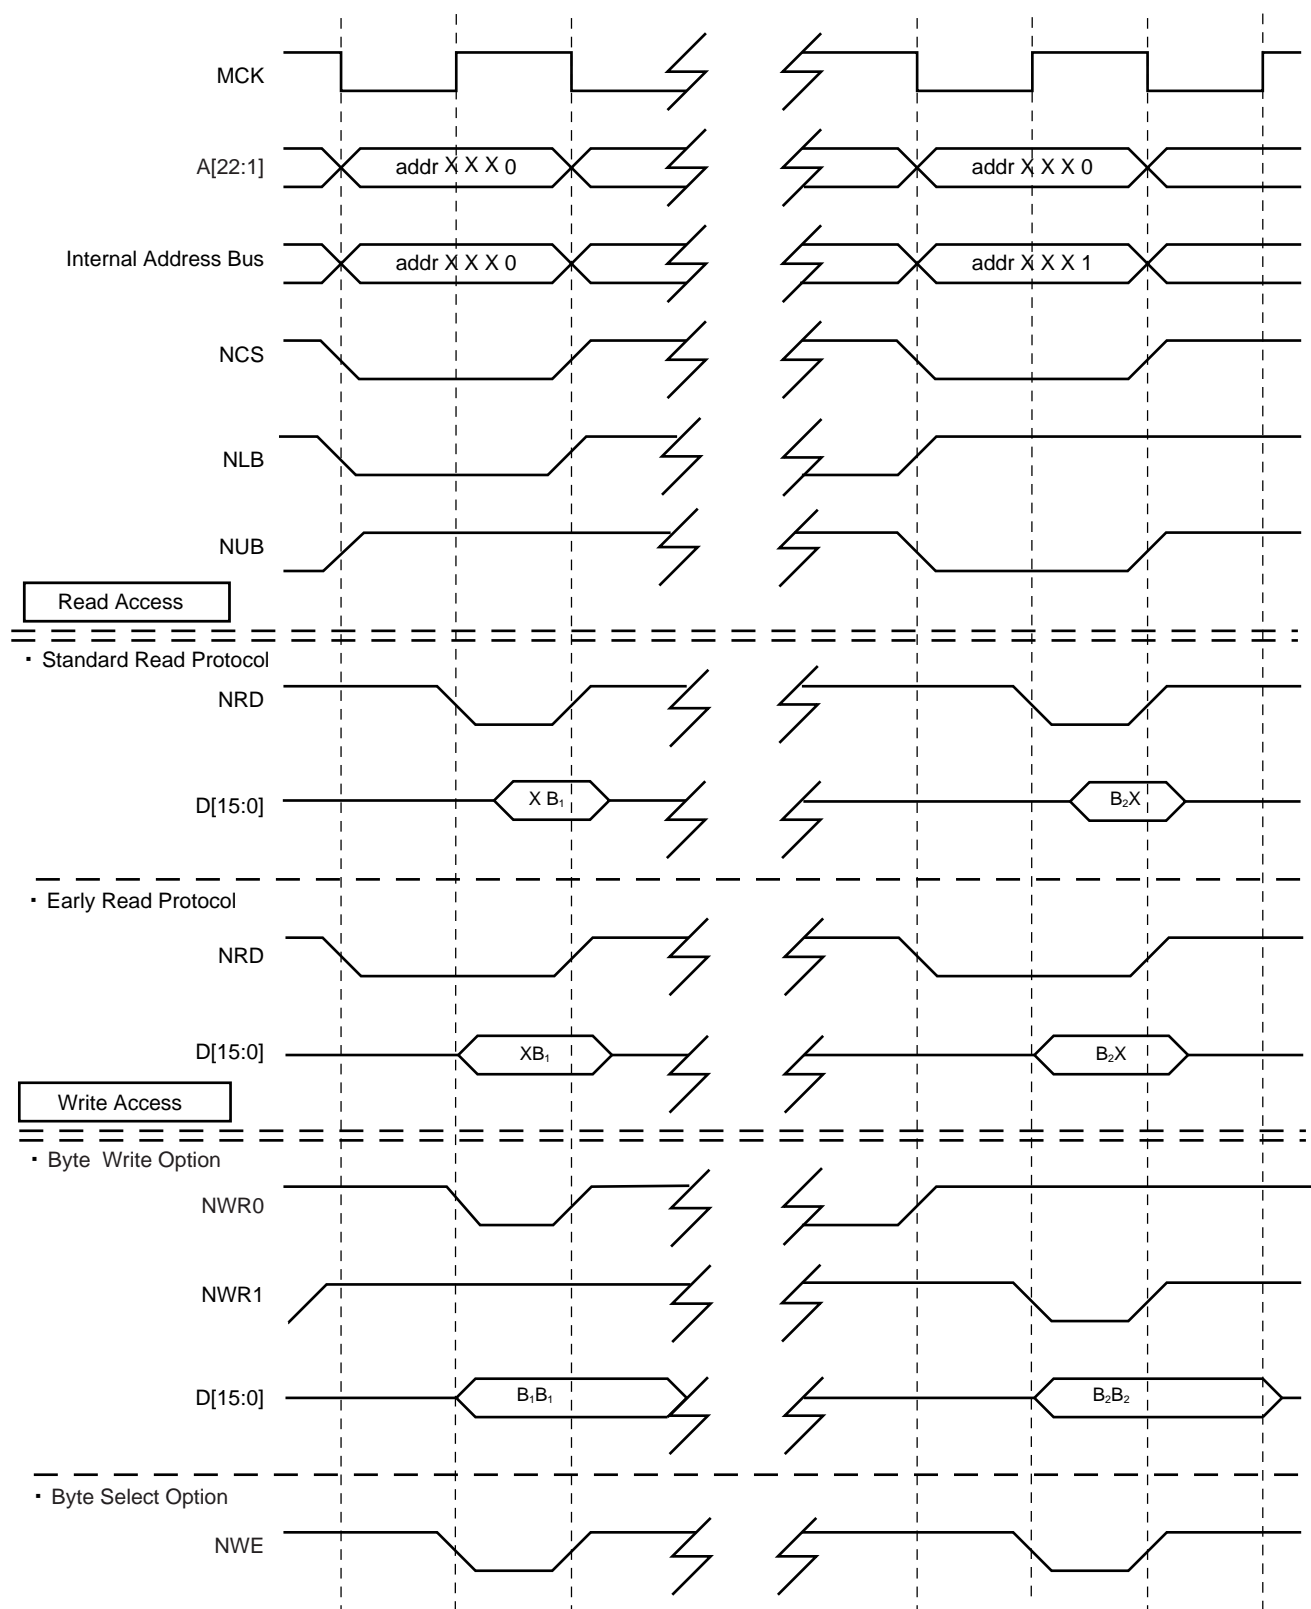 MCK
A[22:1] addr X X X 0 addr X X X 0
Internal Address Bus addr X X X 0 addr X X X 1
NCS
NLB
NUB
Read Access
· Standard Read Protocol
NRD
D[15:0] X B₁ B₂X
· Early Read Protocol
NRD
D[15:0] XB₁ B₂X
Write Access
· Byte Write Option
NWR0
NWR1
D[15:0] B₁B₁ B₂B₂
· Byte Select Option
NWE